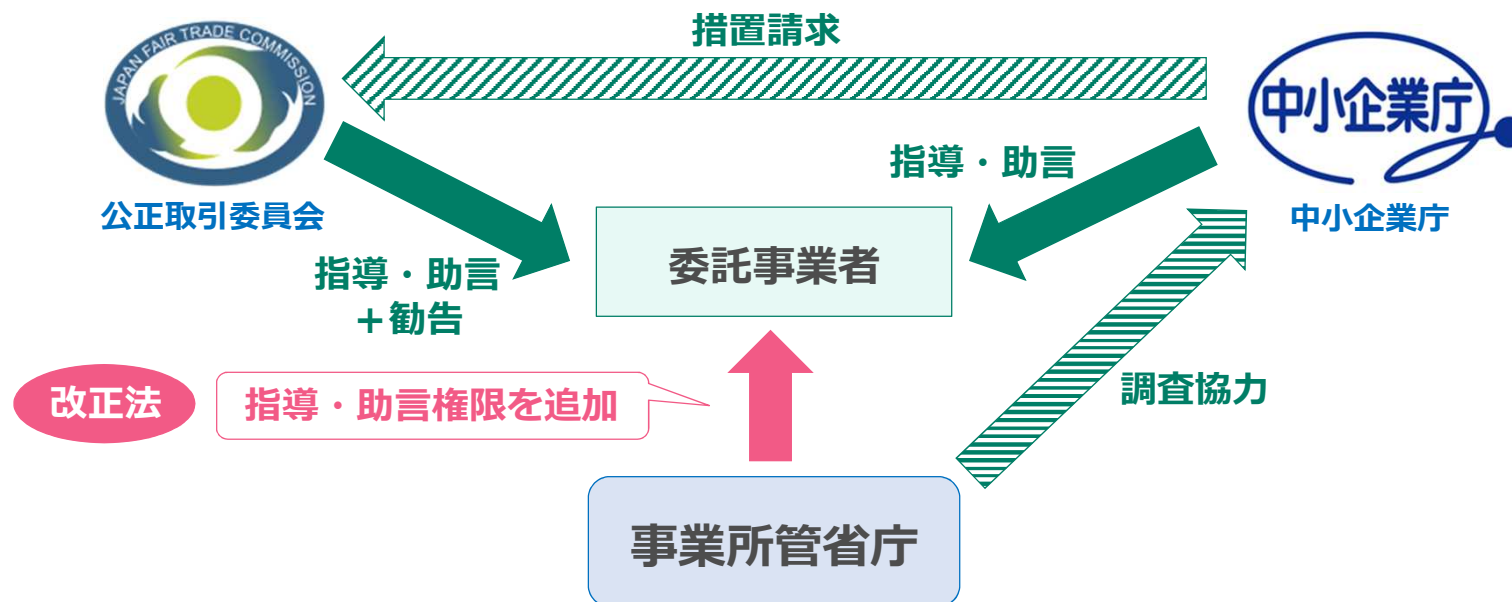 措置請求
JAPAN FAIR TRADE COMMISSION
中小企業庁
指導・助言
公正取引委員会
中小企業庁
委託事業者
指導・助言
＋勧告
改正法
指導・助言権限を追加
調査協力
事業所管省庁